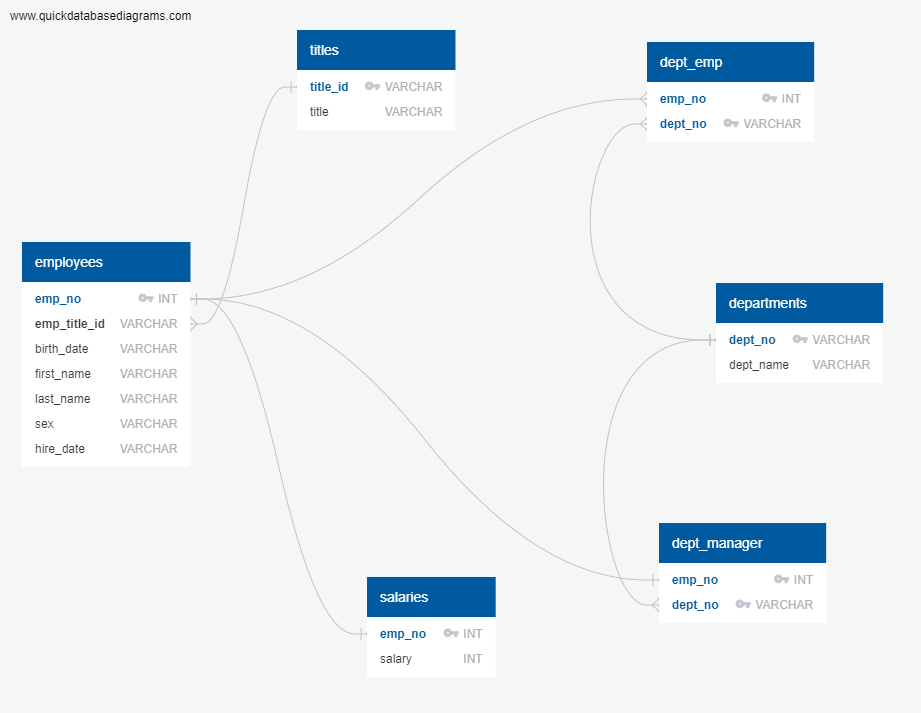 www.quickdatabasediagrams.com
titles
title_id VARCHAR
title VARCHAR
dept_emp
emp_no INT
dept_no VARCHAR
employees
emp_no INT
emp_title_id VARCHAR
birth_date VARCHAR
first_name VARCHAR
last_name VARCHAR
sex VARCHAR
hire_date VARCHAR
departments
dept_no VARCHAR
dept_name VARCHAR
dept_manager
emp_no INT
dept_no VARCHAR
salaries
emp_no INT
salary INT